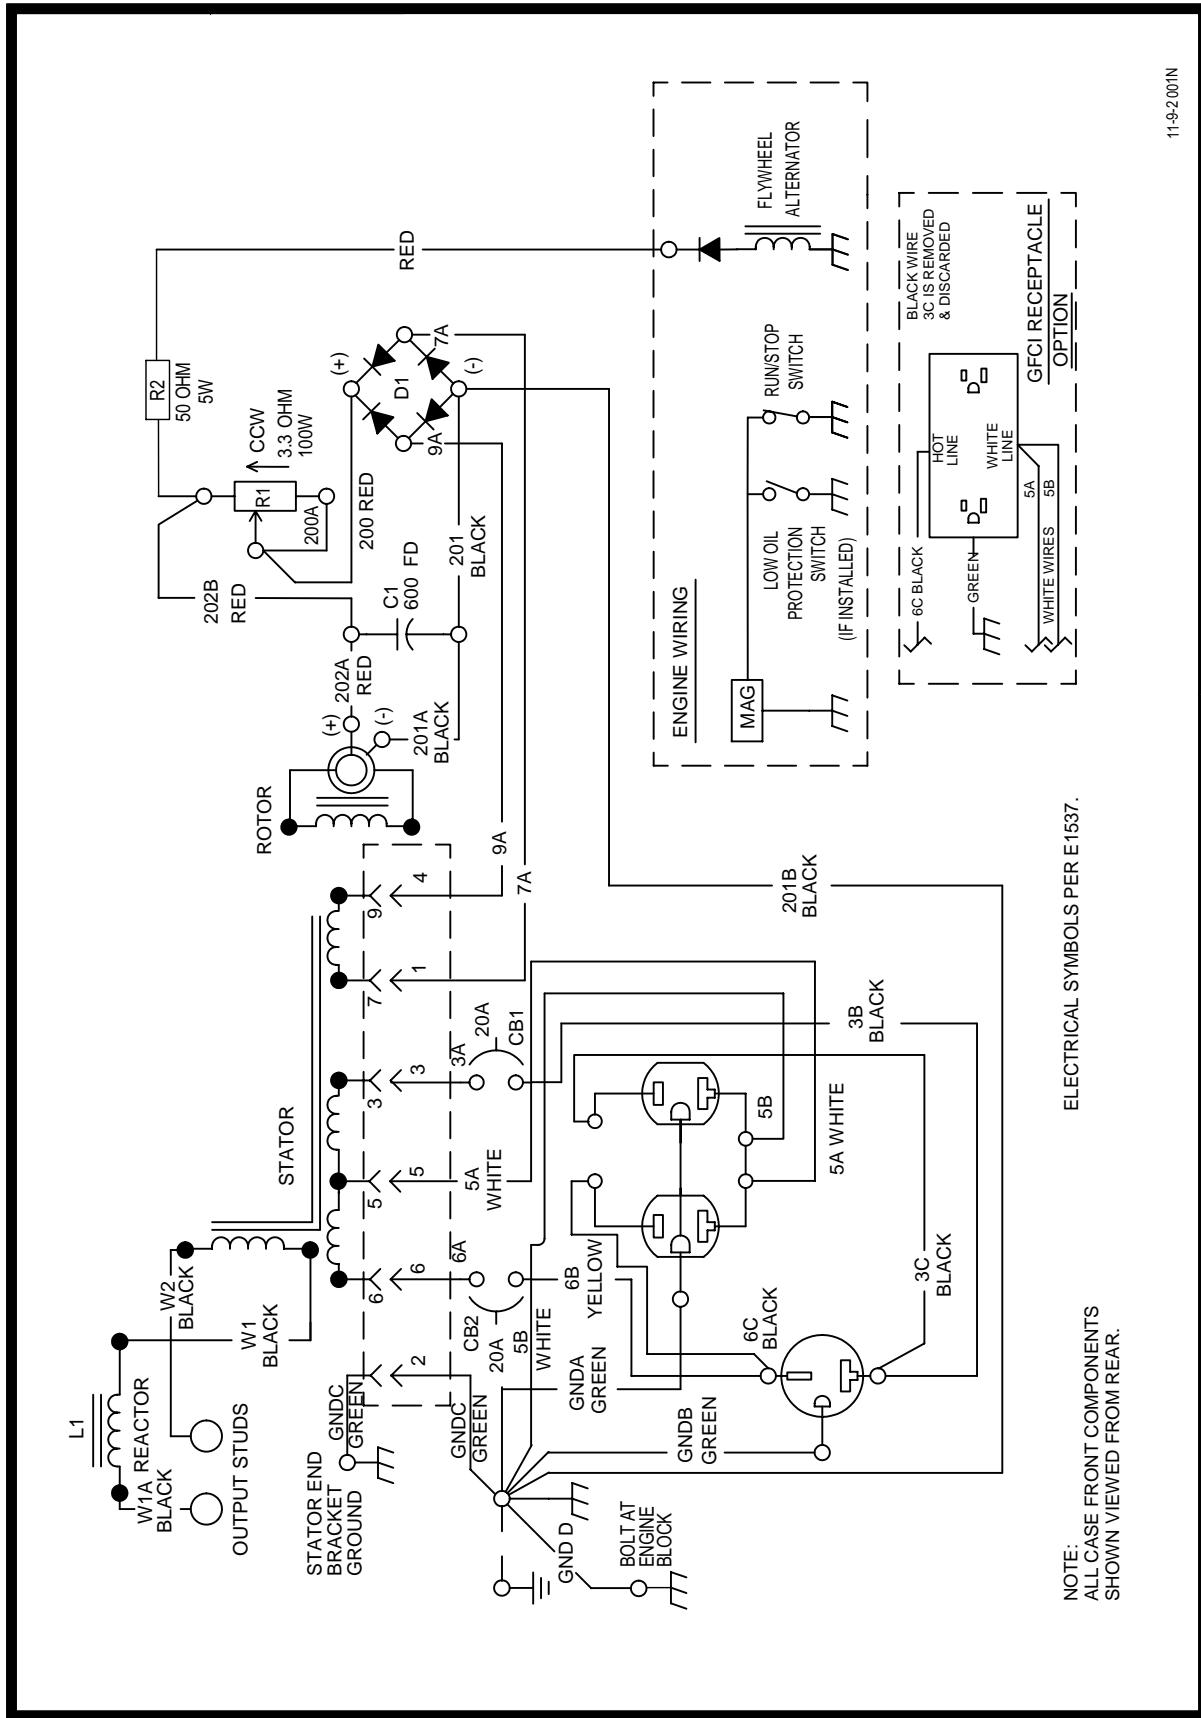 L1
REACTOR
W1A
BLACK
OUTPUT STUDS
W2
BLACK
W1
BLACK
STATOR
ROTOR
STATOR END
BRACKET
GROUND
GNDC
GREEN
GNDC
GREEN
2
6
6
6A
5
5
5A
WHITE
3
3
3A
7
1
9
4
9A
7A
CB2
20A
20A
CB1
5B
WHITE
6B
YELLOW
GNDA
GREEN
GNDB
GREEN
GND D
BOLT AT
ENGINE
BLOCK
6C
BLACK
3C
BLACK
5B
5A WHITE
3B
BLACK
201B
BLACK
(+)
(-)
202A
RED
201A
BLACK
C1
600 FD
201
BLACK
202B
RED
200 RED
200A
R1
CCW
3.3 OHM
100W
R2
50 OHM
5W
(+)
D1
(-)
9A
7A
RED
ENGINE WIRING
MAG
LOW OIL
PROTECTION
SWITCH
(IF INSTALLED)
RUN/STOP
SWITCH
FLYWHEEL
ALTERNATOR
BLACK WIRE
3C IS REMOVED
& DISCARDED
6C BLACK
HOT
LINE
GREEN
WHITE
LINE
5A
5B
WHITE WIRES
GFCI RECEPTACLE
OPTION
ELECTRICAL SYMBOLS PER E1537.
NOTE:
ALL CASE FRONT COMPONENTS
SHOWN VIEWED FROM REAR.
11-9-2 001N